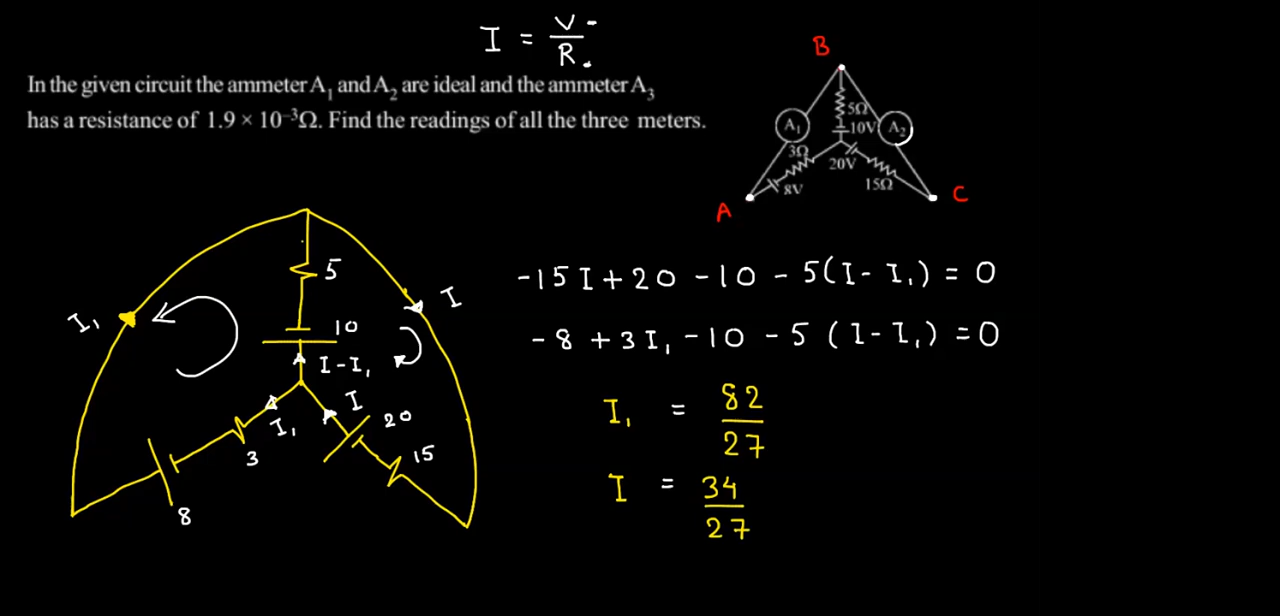 I = V/R
In the given circuit the ammeter A₁ and A₂ are ideal and the ammeter A₃
has a resistance of 1.9 × 10⁻³Ω. Find the readings of all the three meters.
B
5Ω
A₁
10V
A₂
3Ω
20V
8V
15Ω
A
C
5
I₁
I
10
I - I₁
I
20
I₁
3
15
8
-15I + 20 - 10 - 5(I - I₁) = 0
- 8 + 3I₁ - 10 - 5 (I - I₁) = 0
I₁ = 82/27
I = 34/27